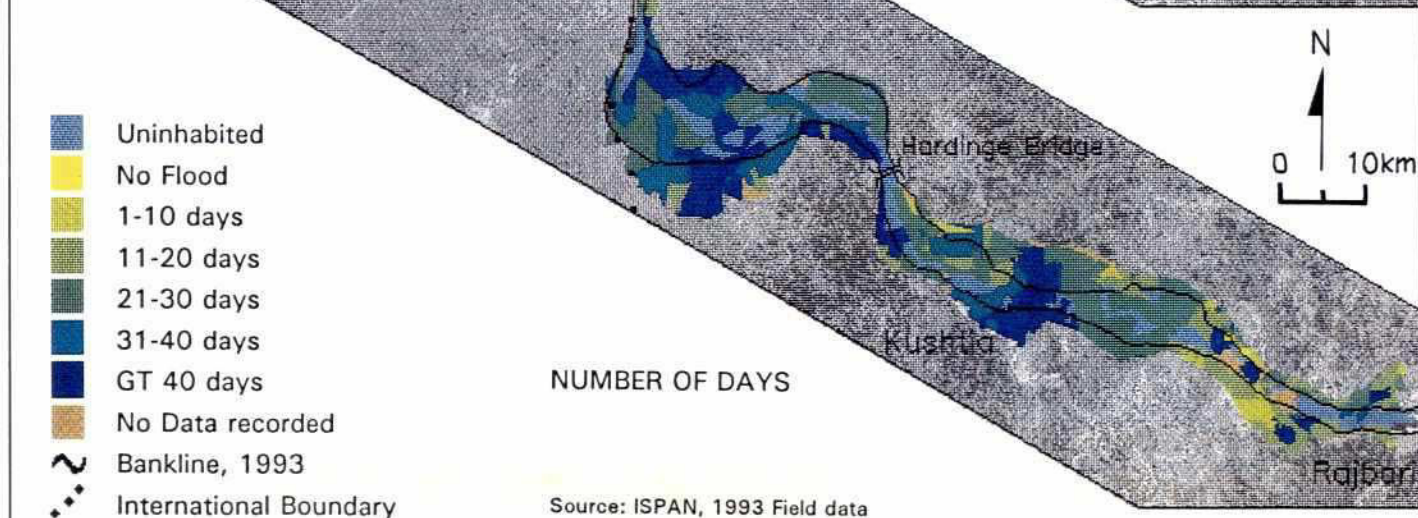 N
0 10km
Hardinge Bridge
Kushtia
Rajbari
Uninhabited
No Flood
1-10 days
11-20 days
21-30 days
31-40 days
GT 40 days
No Data recorded
Bankline, 1993
International Boundary
NUMBER OF DAYS
Source: ISPAN, 1993 Field data